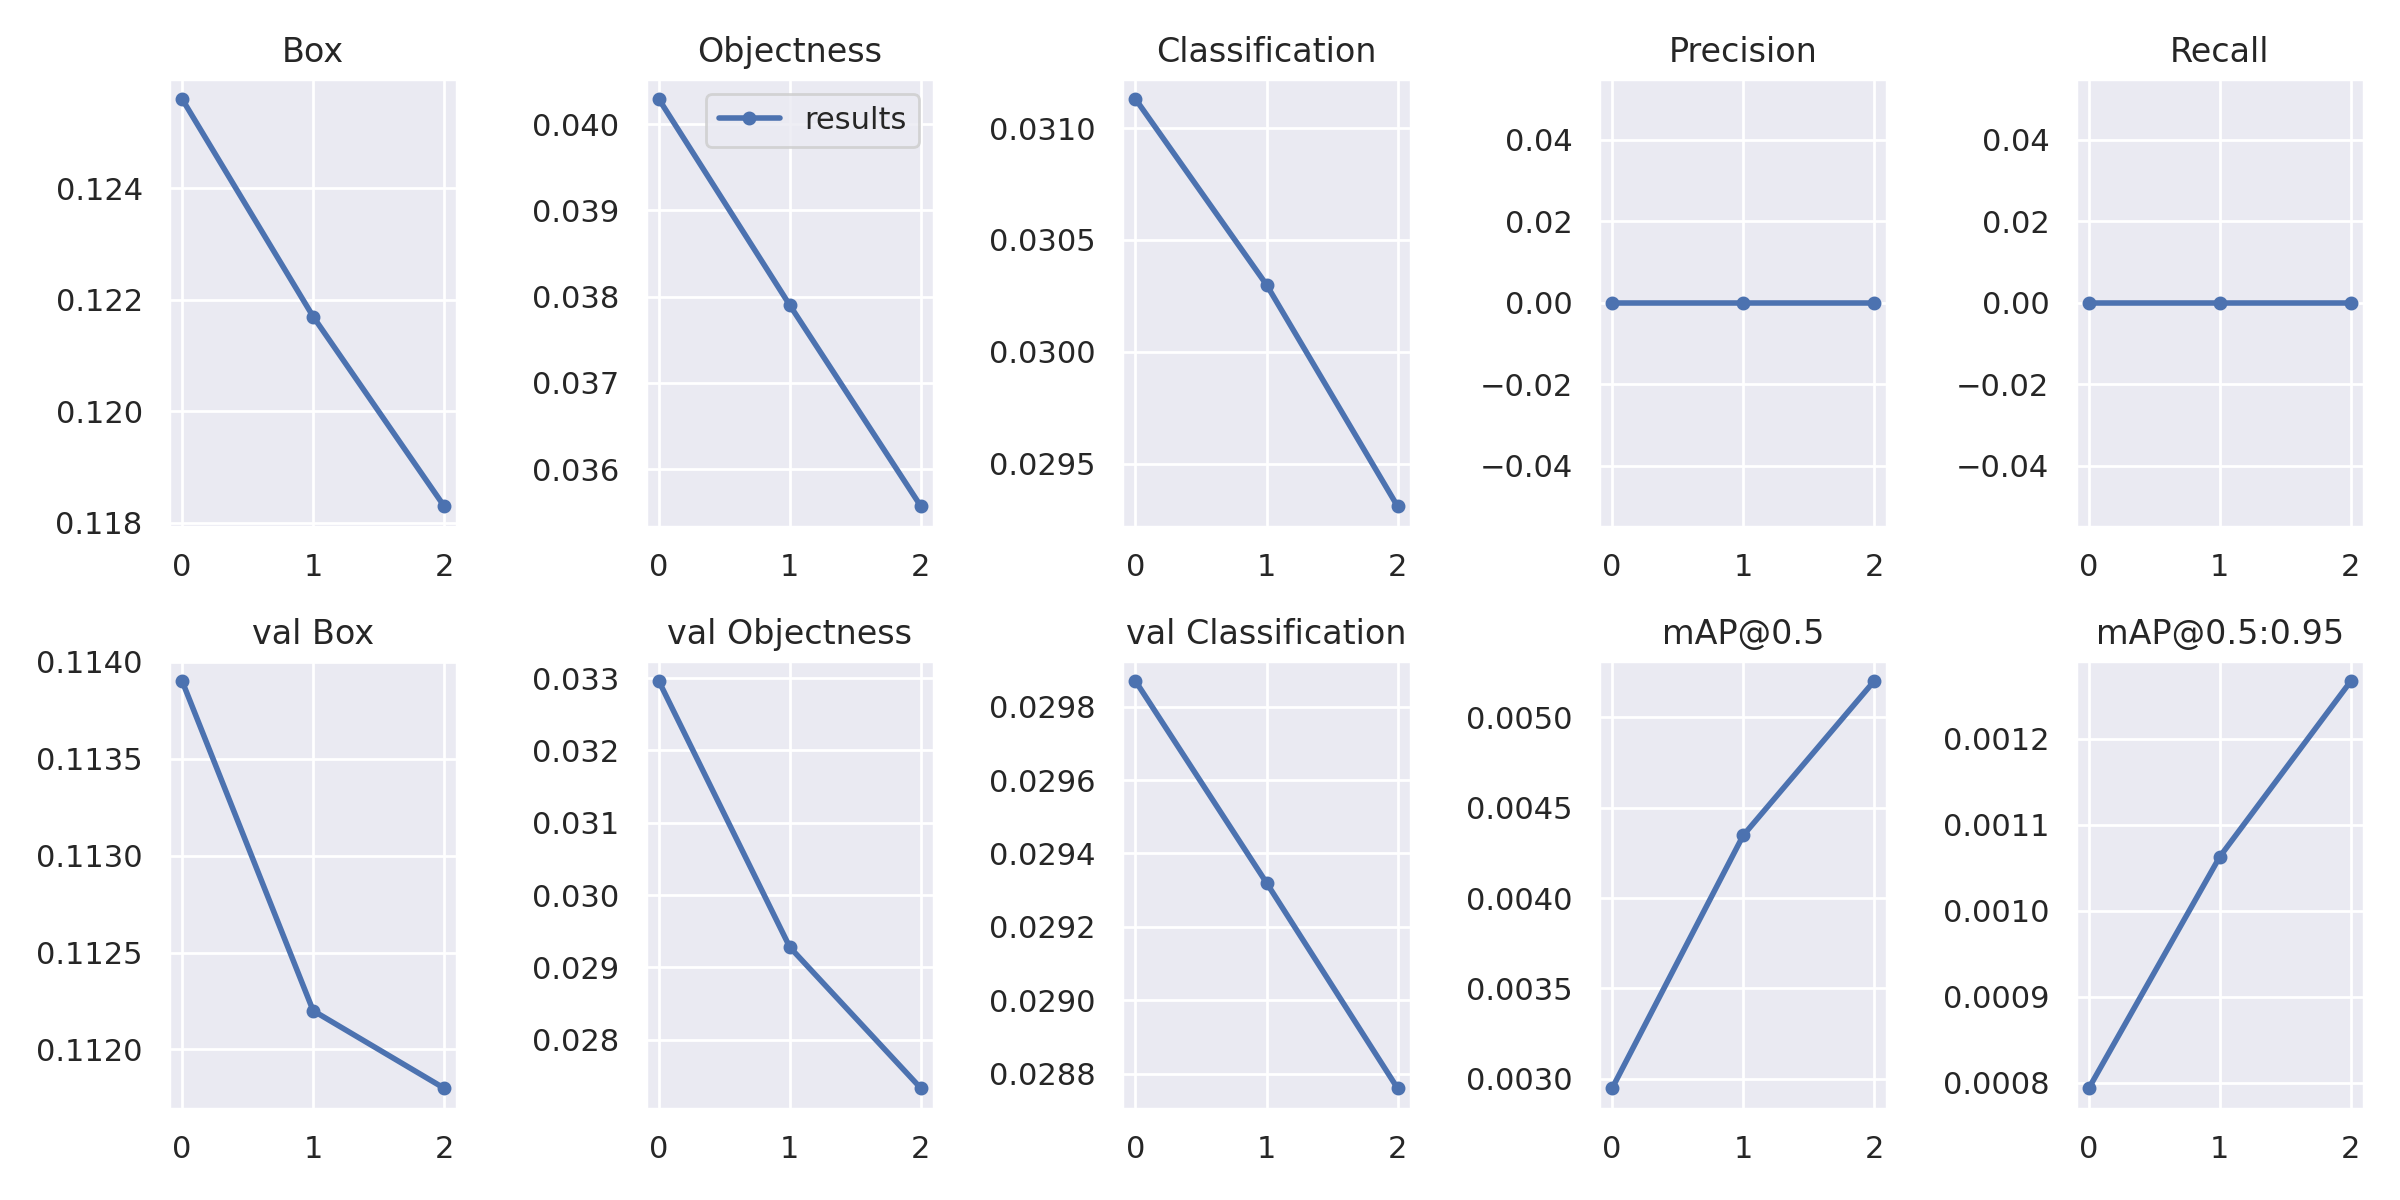 Box
Objectness
Classification
Precision
Recall
0.124
0.122
0.120
0.118
0 1 2
results
0.040
0.039
0.038
0.037
0.036
0 1 2
0.0310
0.0305
0.0300
0.0295
0 1 2
0.04
0.02
0.00
−0.02
−0.04
0 1 2
0.04
0.02
0.00
−0.02
−0.04
0 1 2
val Box
val Objectness
val Classification
mAP@0.5
mAP@0.5:0.95
0.1140
0.1135
0.1130
0.1125
0.1120
0 1 2
0.033
0.032
0.031
0.030
0.029
0.028
0 1 2
0.0298
0.0296
0.0294
0.0292
0.0290
0.0288
0 1 2
0.0050
0.0045
0.0040
0.0035
0.0030
0 1 2
0.0012
0.0011
0.0010
0.0009
0.0008
0 1 2